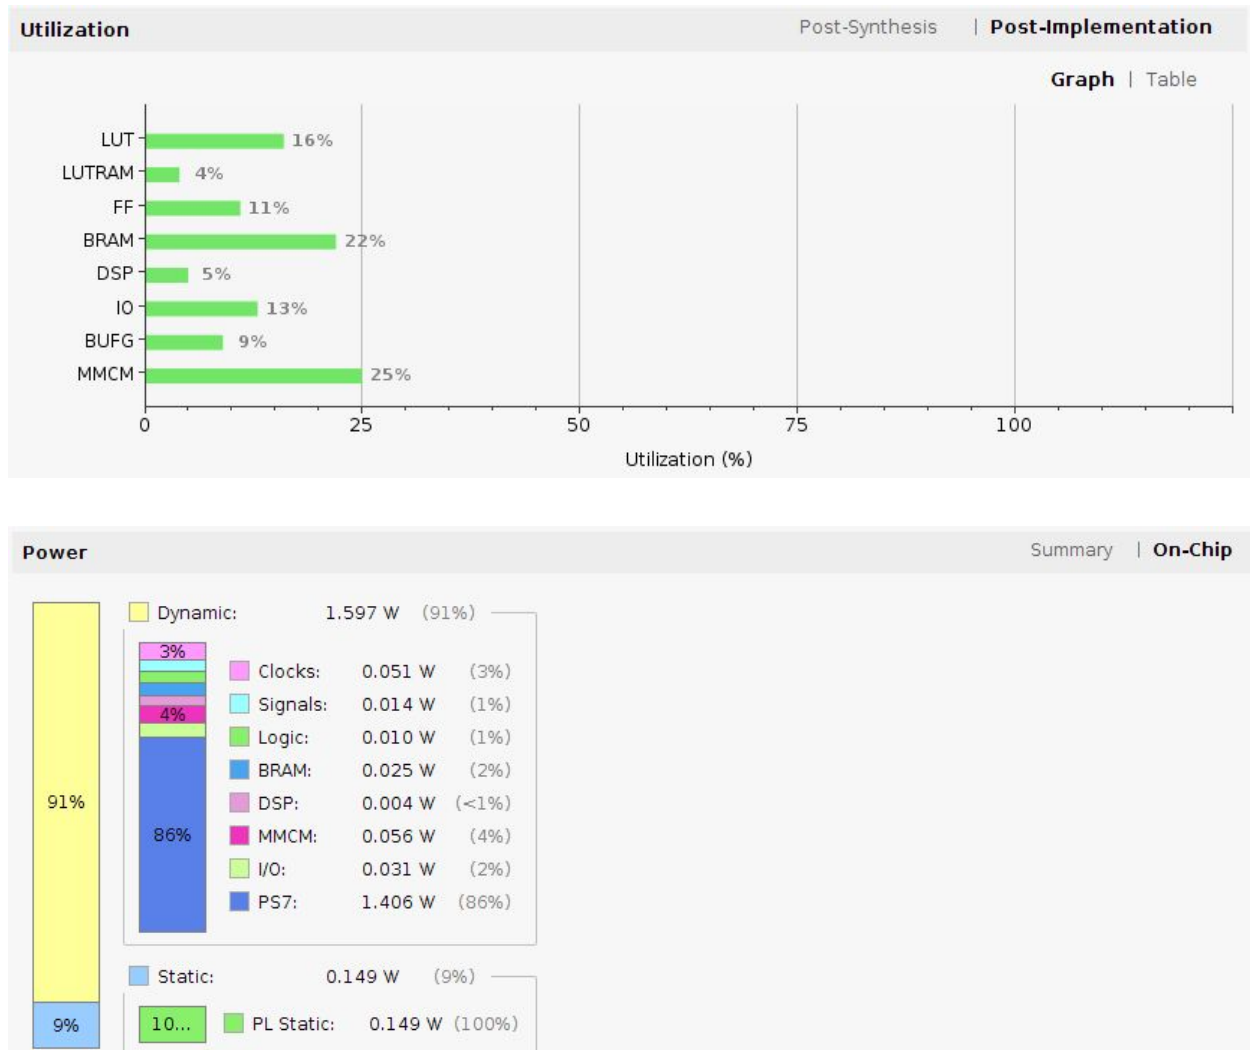 Utilization Post-Synthesis | Post-Implementation
Graph | Table
LUT 16%
LUTRAM 4%
FF 11%
BRAM 22%
DSP 5%
IO 13%
BUFG 9%
MMCM 25%
0 25 50 75 100
Utilization (%)
Power Summary | On-Chip
Dynamic: 1.597 W (91%)
3%
Clocks: 0.051 W (3%)
Signals: 0.014 W (1%)
4%
Logic: 0.010 W (1%)
BRAM: 0.025 W (2%)
91%
DSP: 0.004 W (<1%)
86%
MMCM: 0.056 W (4%)
I/O: 0.031 W (2%)
PS7: 1.406 W (86%)
Static: 0.149 W (9%)
9%
10...
PL Static: 0.149 W (100%)